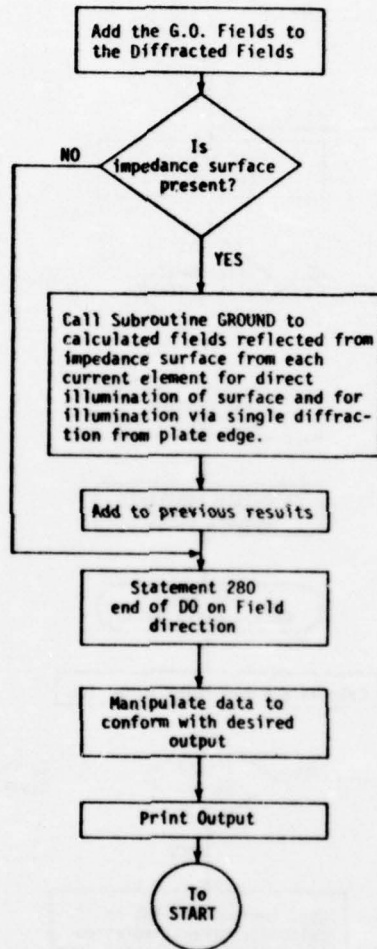 Add the G.O. Fields to
the Diffracted Fields
Is
impedance surface
present?
NO
YES
Call Subroutine GROUND to
calculated fields reflected from
impedance surface from each
current element for direct
illumination of surface and for
illumination via single diffrac-
tion from plate edge.
Add to previous results
Statement 280
end of DO on Field
direction
Manipulate data to
conform with desired
output
Print Output
To
START